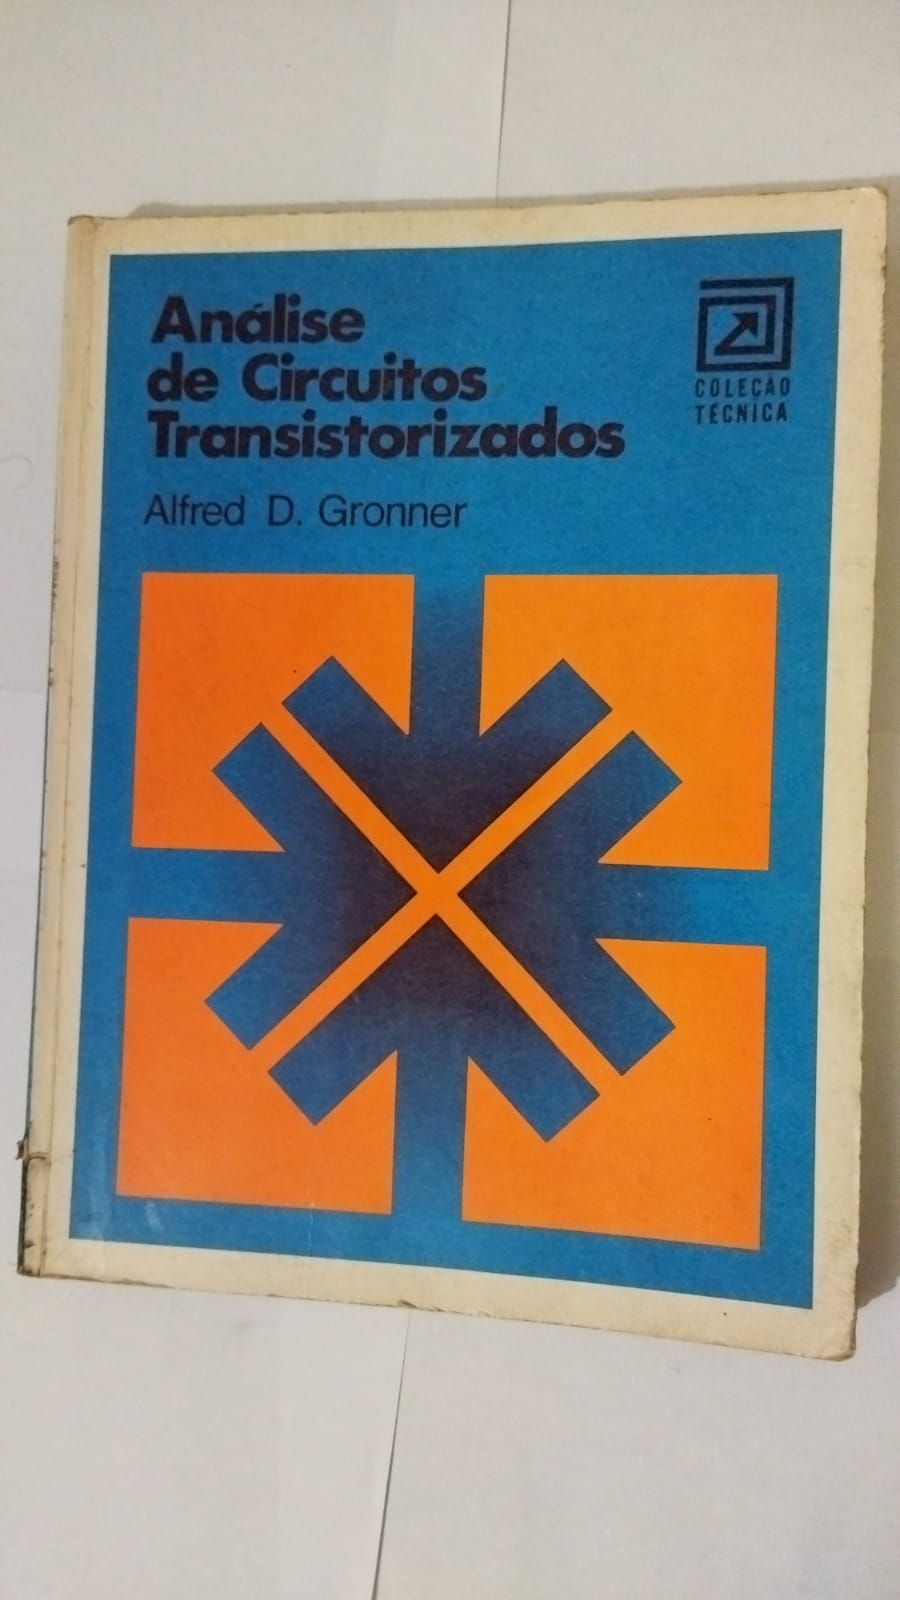 Análise
de Circuitos
Transistorizados
Alfred D. Gronner
COLEÇÃO
TÉCNICA